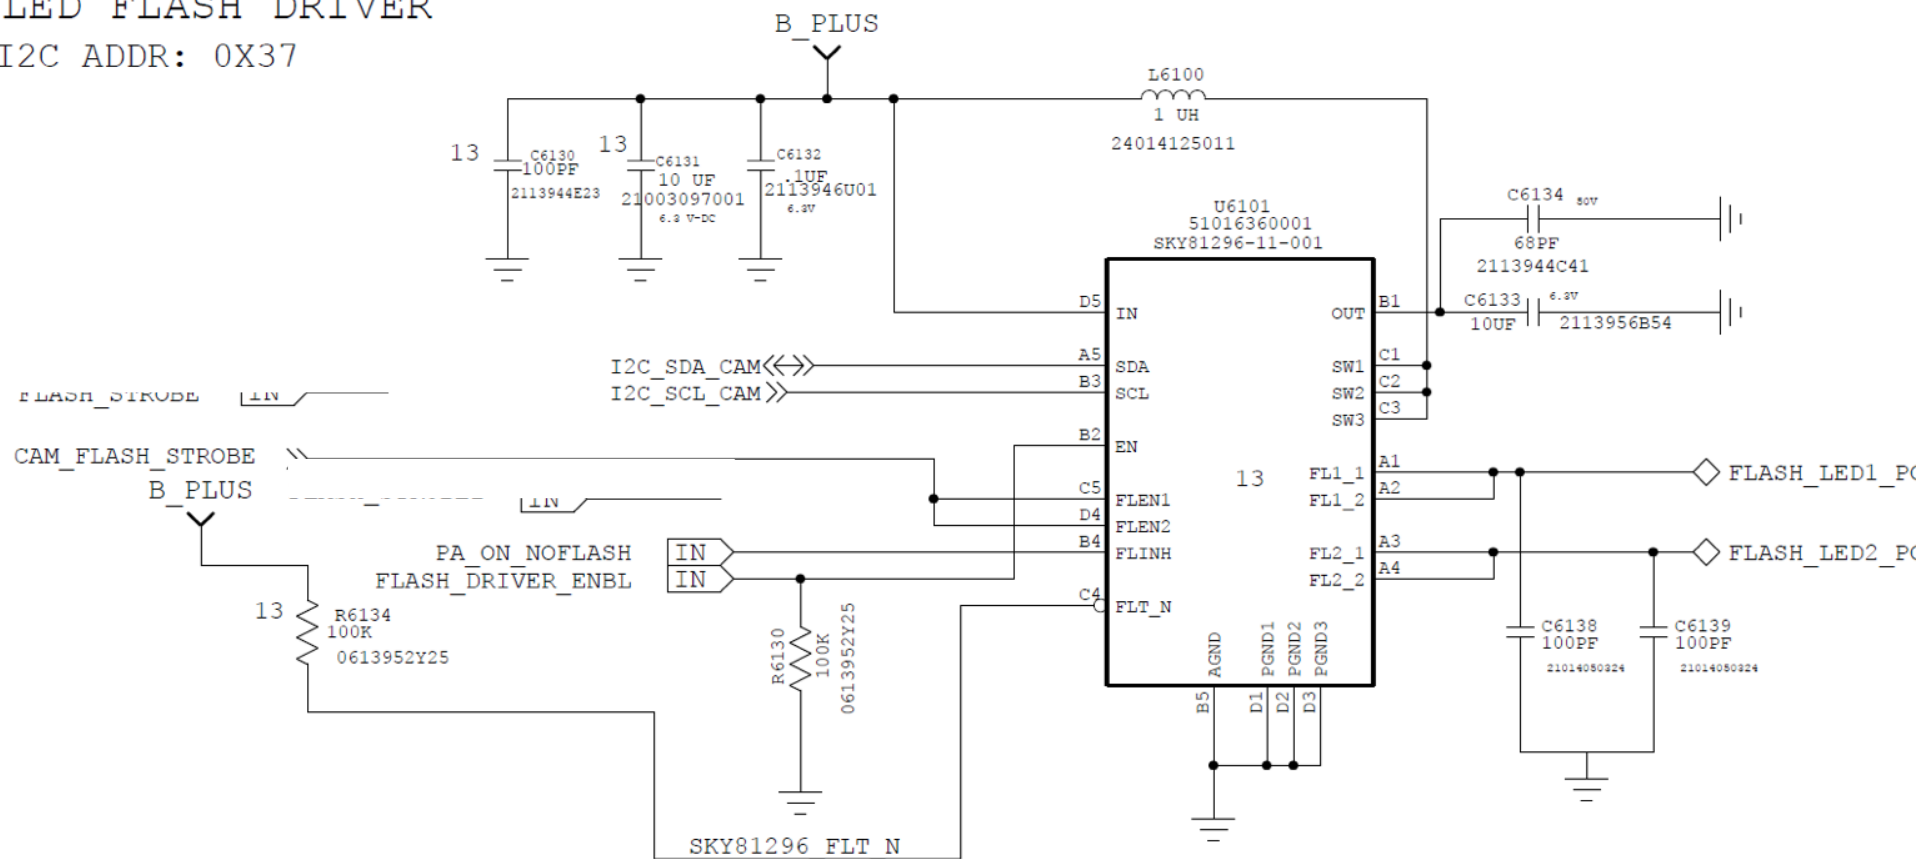 LED FLASH DRIVER
I2C ADDR: 0X37
B_PLUS
L6100
1 UH
24014125011
13
C6130
100PF
2113944E23
13
C6131
10 UF
21003097001
6.3 V-DC
C6132
.1UF
2113946U01
6.3V
U6101
51016360001
SKY81296-11-001
C6134 50V
68PF
2113944C41
C6133 6.3V
10UF 2113956B54
D5 IN
OUT B1
I2C_SDA_CAM A5 SDA
SW1 C1
I2C_SCL_CAM B3 SCL
SW2 C2
SW3 C3
FLASH_STROBE IN
B2 EN
CAM_FLASH_STROBE
B_PLUS
IN
C5 FLEN1
D4 FLEN2
13
FL1_1 A1 FLASH_LED1_PO
FL1_2 A2
PA_ON_NOFLASH IN B4 FLINH
FL2_1 A3 FLASH_LED2_PO
FLASH_DRIVER_ENBL IN
FL2_2 A4
C4 FLT_N
13
R6134
100K
0613952Y25
R6130
100K
0613952Y25
AGND PGND1 PGND2 PGND3
B5 D1 D2 D3
C6138
100PF
21014050324
C6139
100PF
21014050324
SKY81296_FLT_N